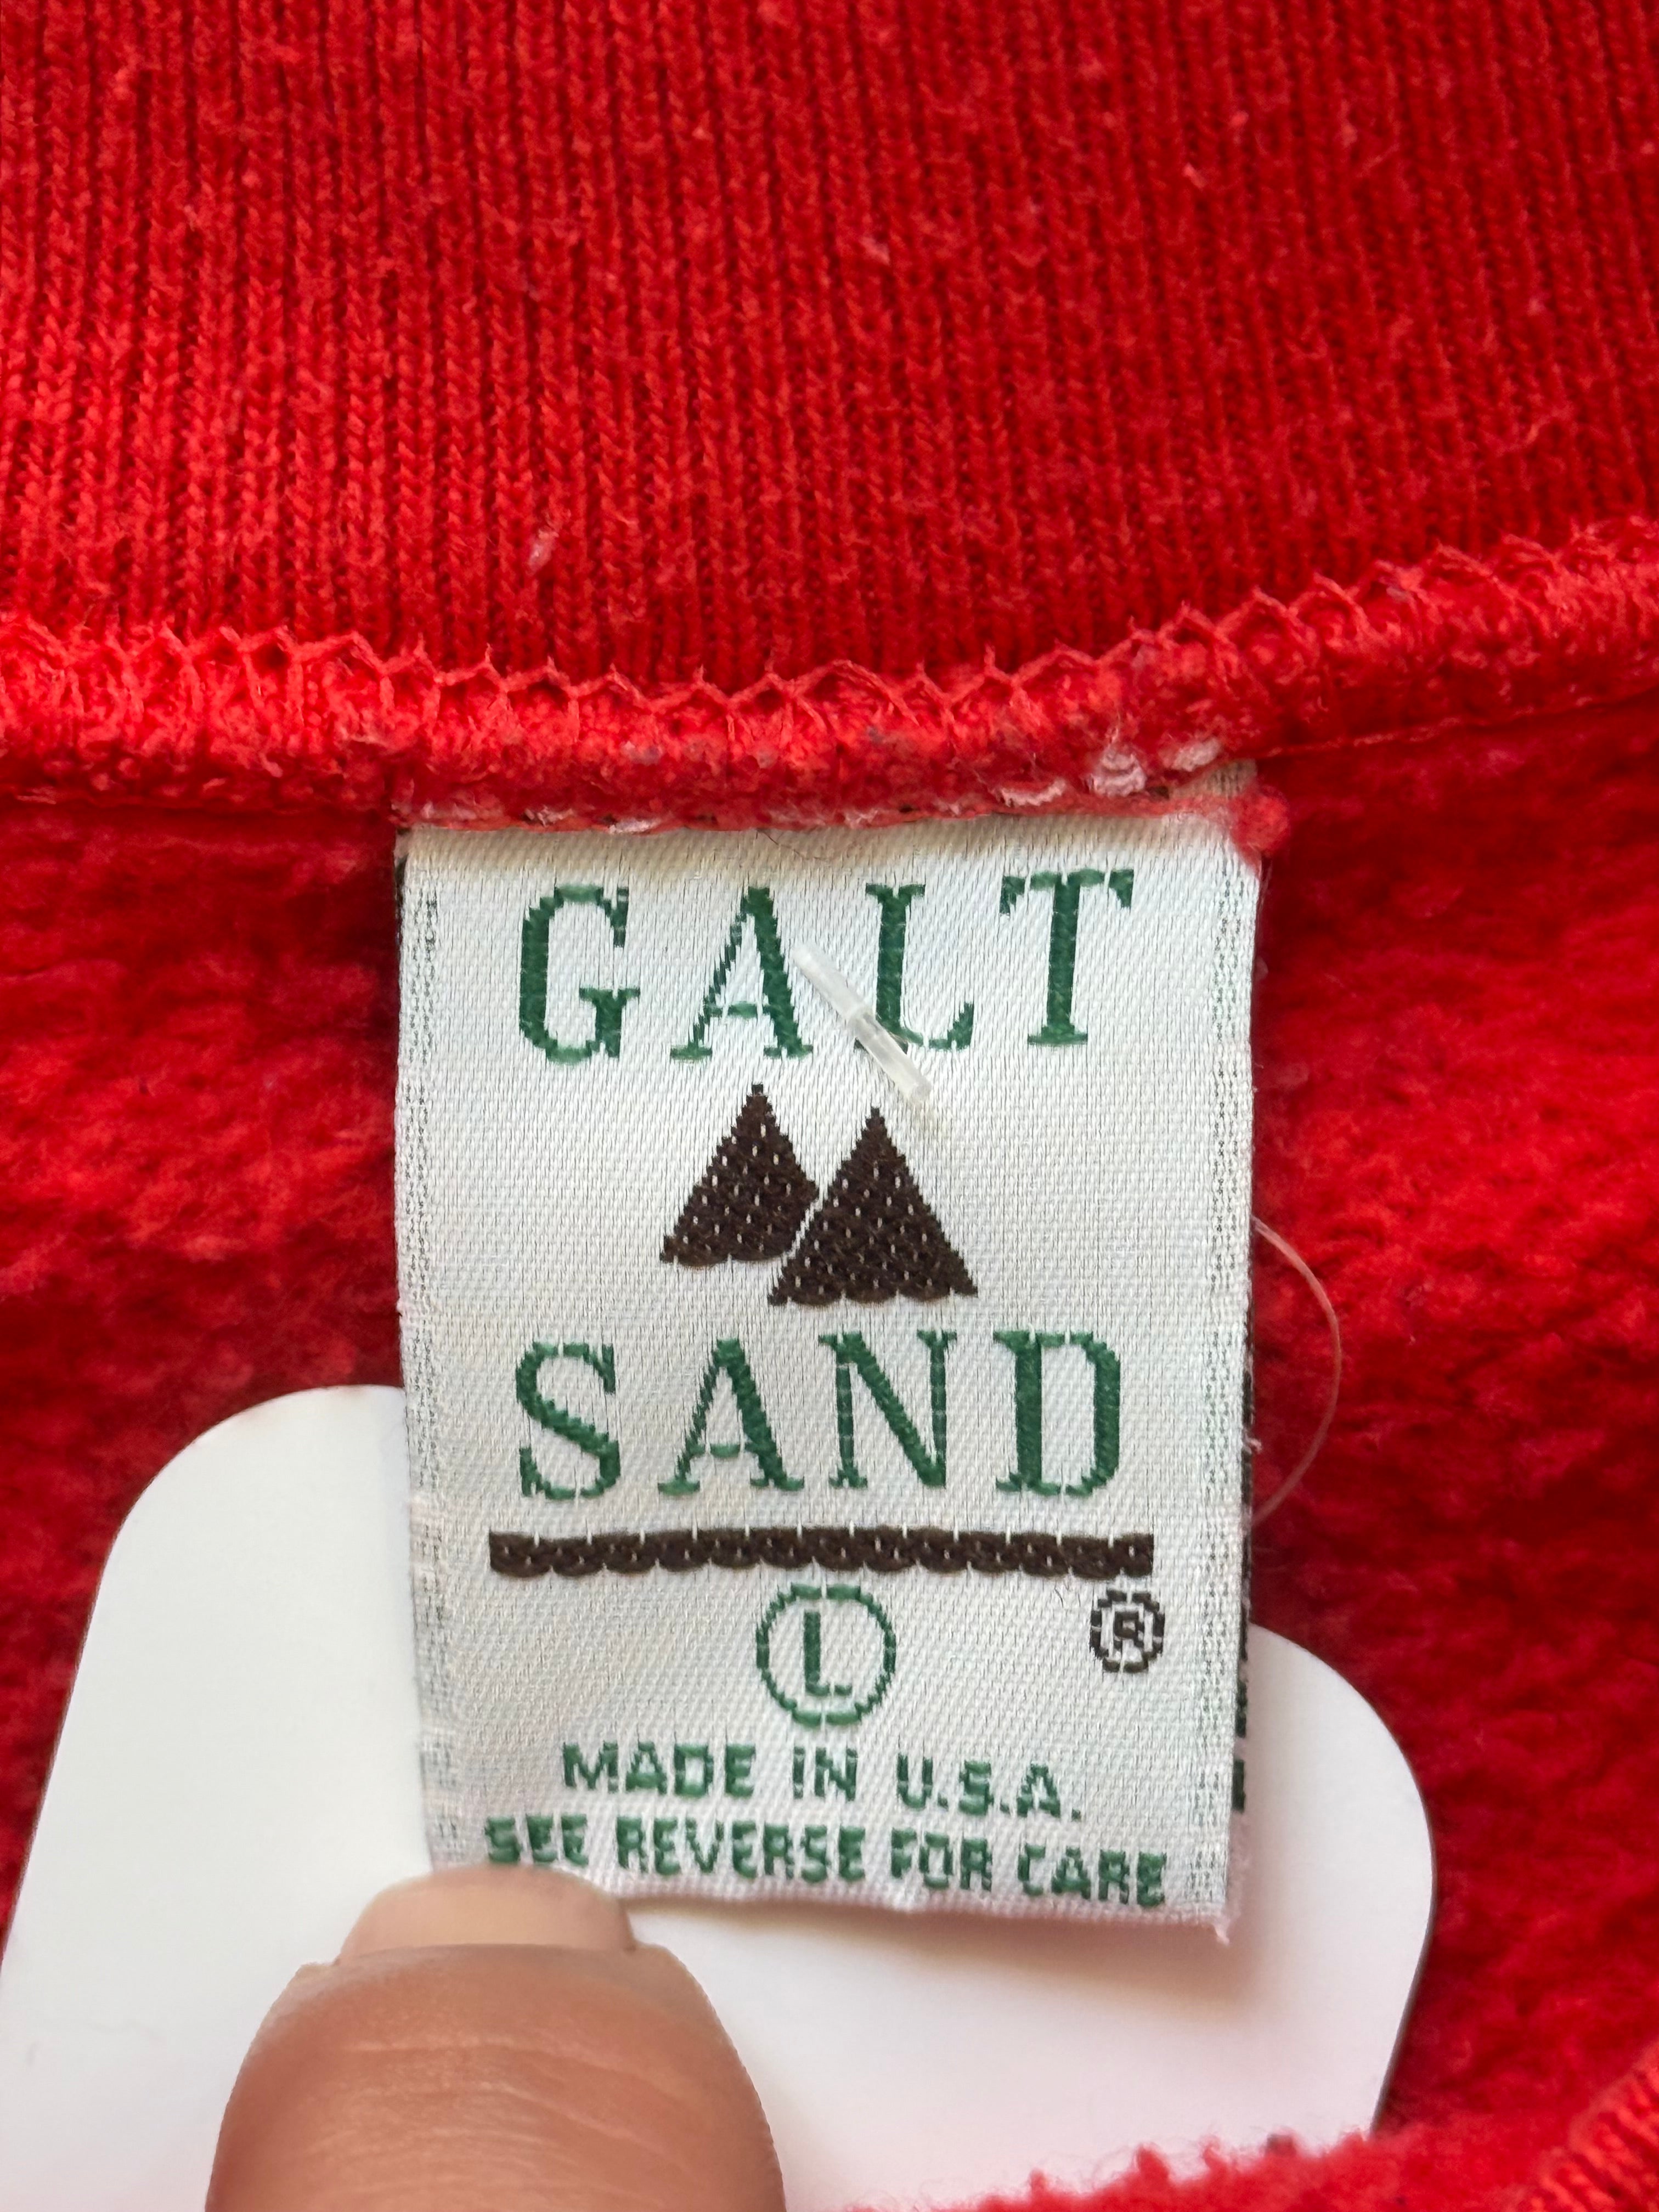 GALT
SAND
L ®
MADE IN U.S.A.
SEE REVERSE FOR CARE